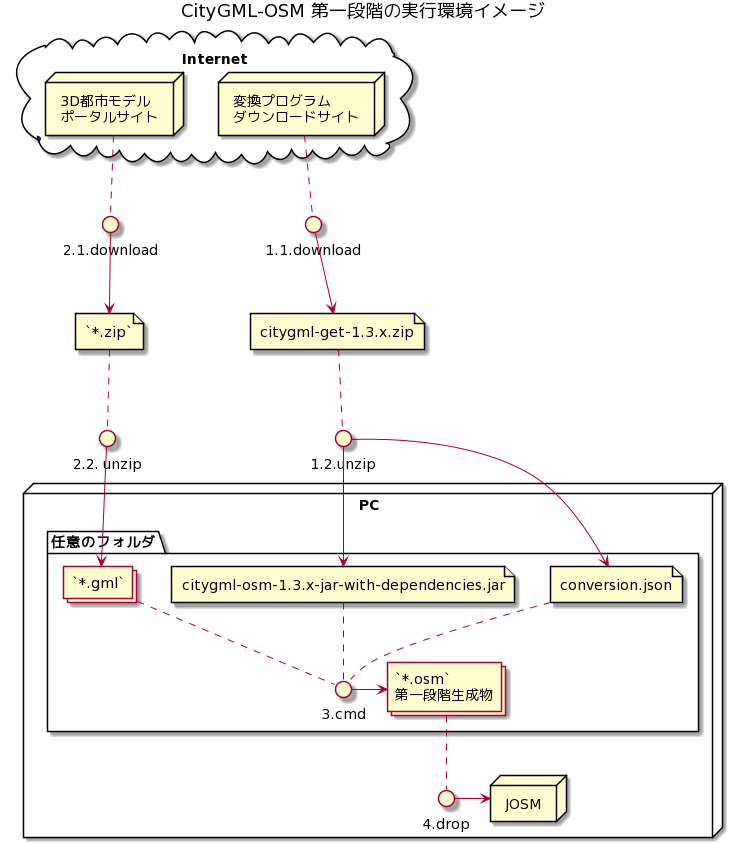 CityGML-OSM 第一段階の実行環境イメージ
Internet
3D都市モデル
ポータルサイト
変換プログラム
ダウンロードサイト
2.1.download
1.1.download
`*.zip`
citygml-get-1.3.x.zip
2.2. unzip
1.2.unzip
PC
任意のフォルダ
`*.gml`
citygml-osm-1.3.x-jar-with-dependencies.jar
conversion.json
`*.osm`
第一段階生成物
3.cmd
JOSM
4.drop